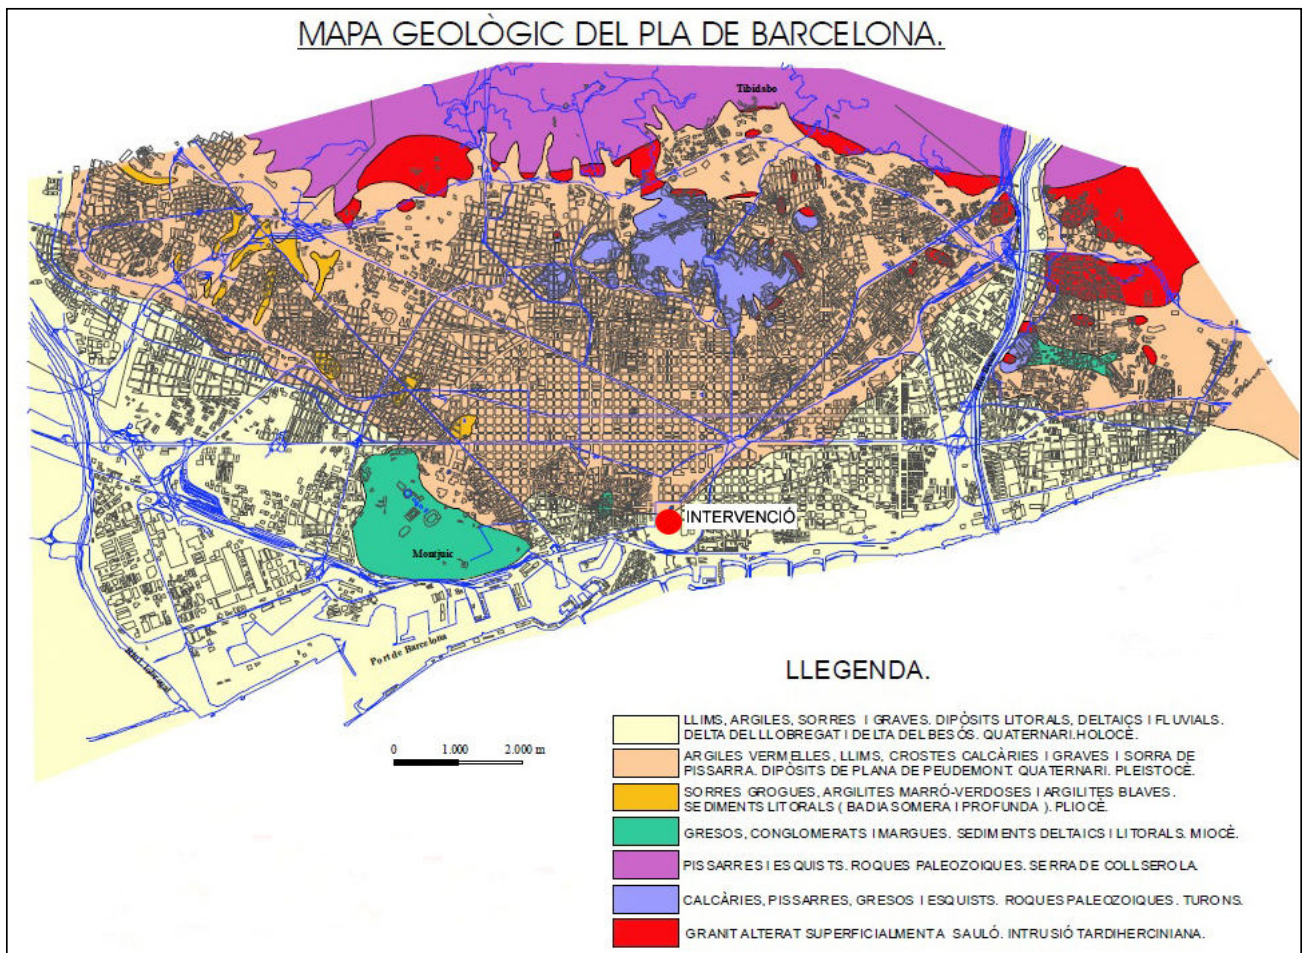 MAPA GEOLÒGIC DEL PLA DE BARCELONA.
Tibidabo
INTERVENCIÓ
Montjuic
Port de Barcelona
LLEGENDA.
LLIMS, ARGILES, SORRES I GRAVES. DIPÒSITS LITORALS, DELTAICS I FLUVIALS.
DELTA DEL LLOBREGAT I DELTA DEL BESÓS. QUATERNARI. HOLOCÈ.
ARGILES VERMELLES, LLIMS, CROSTES CALCÀRIES I GRAVES I SORRA DE
PISSARRA. DIPÒSITS DE PLANA DE PEUDEMONT. QUATERNARI. PLEISTOCÈ.
SORRES GROGUES, ARGILITES MARRÓ-VERDOSES I ARGILITES BLAVES.
SEDIMENTS LITORALS ( BADIA SOMERA I PROFUNDA ). PLIOCÈ.
GRESOS, CONGLOMERATS I MARGUES. SEDIMENTS DELTAICS I LITORALS. MIOCÈ.
PISSARRES I ESQUISTS. ROQUES PALEOZOIQUES. SERRA DE COLLSEROLA.
CALCÀRIES, PISSARRES, GRESOS I ESQUISTS. ROQUES PALEOZOIQUES. TURONS.
GRANIT ALTERAT SUPERFICIALMENT A SAULÓ. INTRUSIÓ TARDIHERCINIANA.
0 1.000 2.000 m